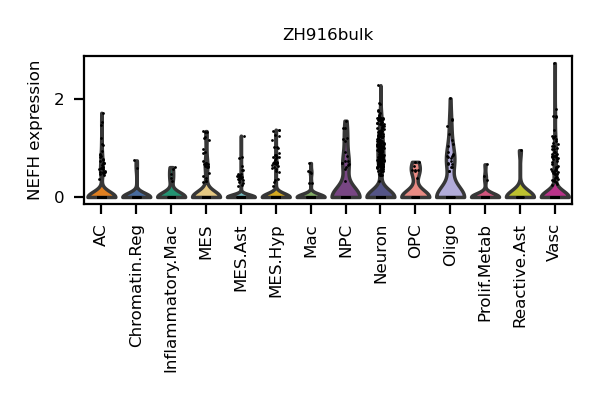 ZH916bulk
NEFH expression
2
0
AC
Chromatin.Reg
Inflammatory.Mac
MES
MES.Ast
MES.Hyp
Mac
NPC
Neuron
OPC
Oligo
Prolif.Metab
Reactive.Ast
Vasc